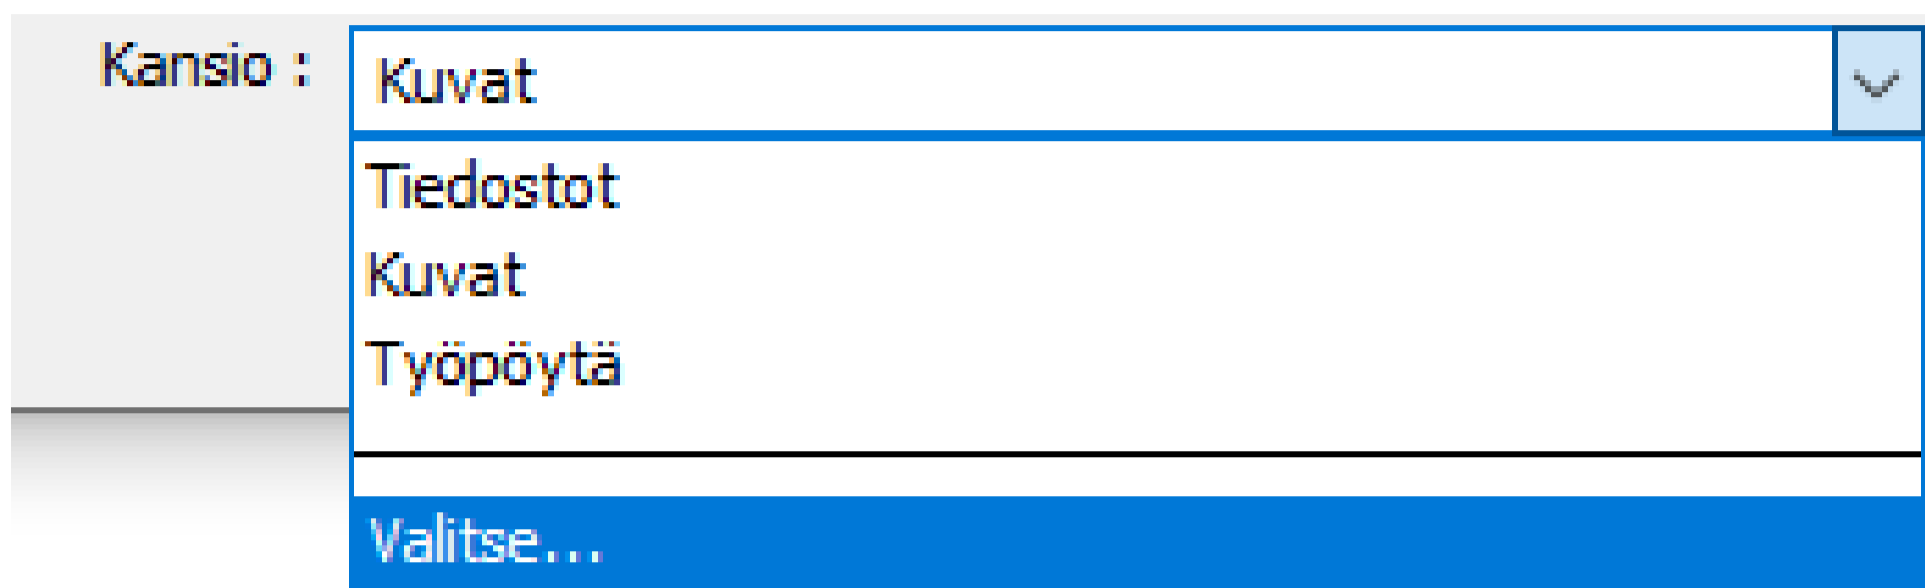 Kansio : Kuvat
Tiedostot
Kuvat
Työpöytä
Valitse...